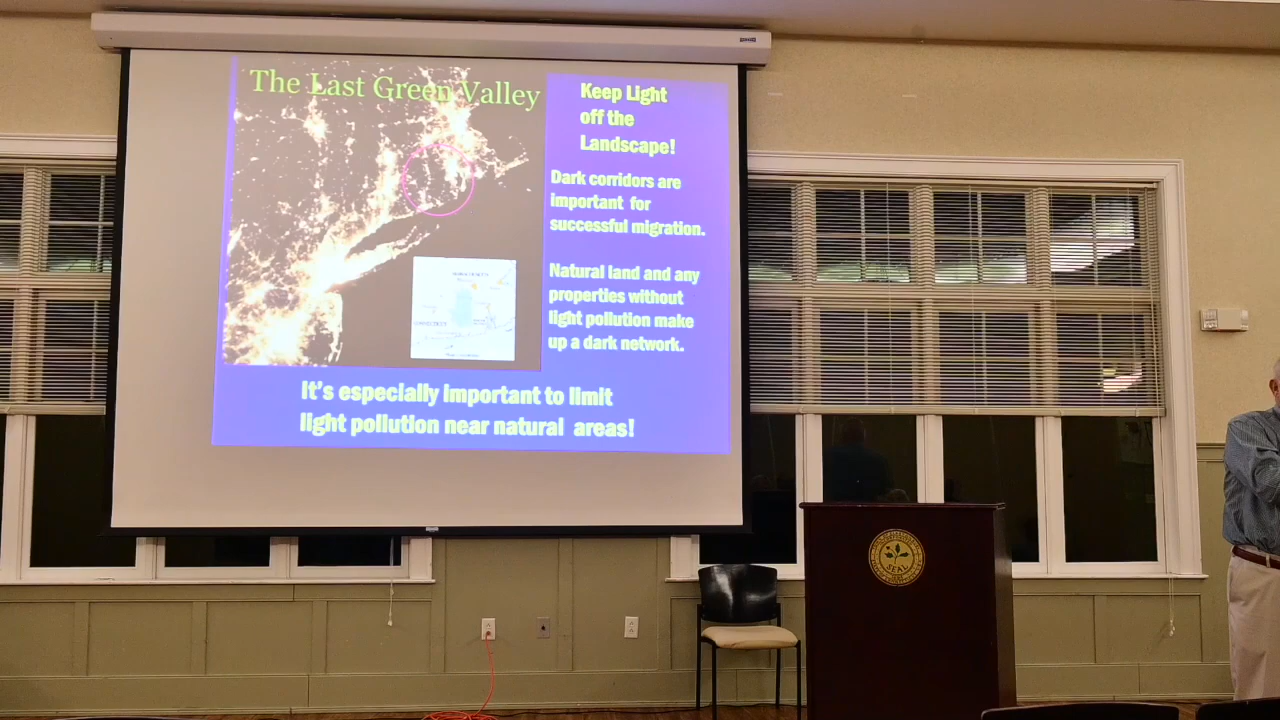 The Last Green Valley
Keep Light
off the
Landscape!
Dark corridors are
important for
successful migration.
Natural land and any
properties without
light pollution make
up a dark network.
It's especially important to limit
light pollution near natural areas!
CONNECTICUT
SEAL